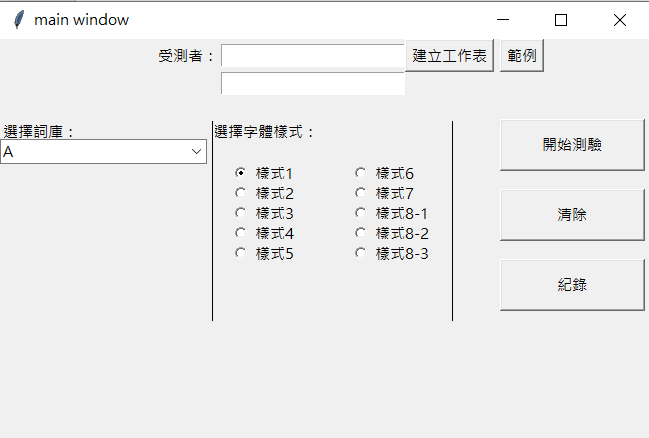 main window
受測者：
建立工作表
範例
選擇詞庫：
A
選擇字體樣式：
樣式1
樣式2
樣式3
樣式4
樣式5
樣式6
樣式7
樣式8-1
樣式8-2
樣式8-3
開始測驗
清除
紀錄